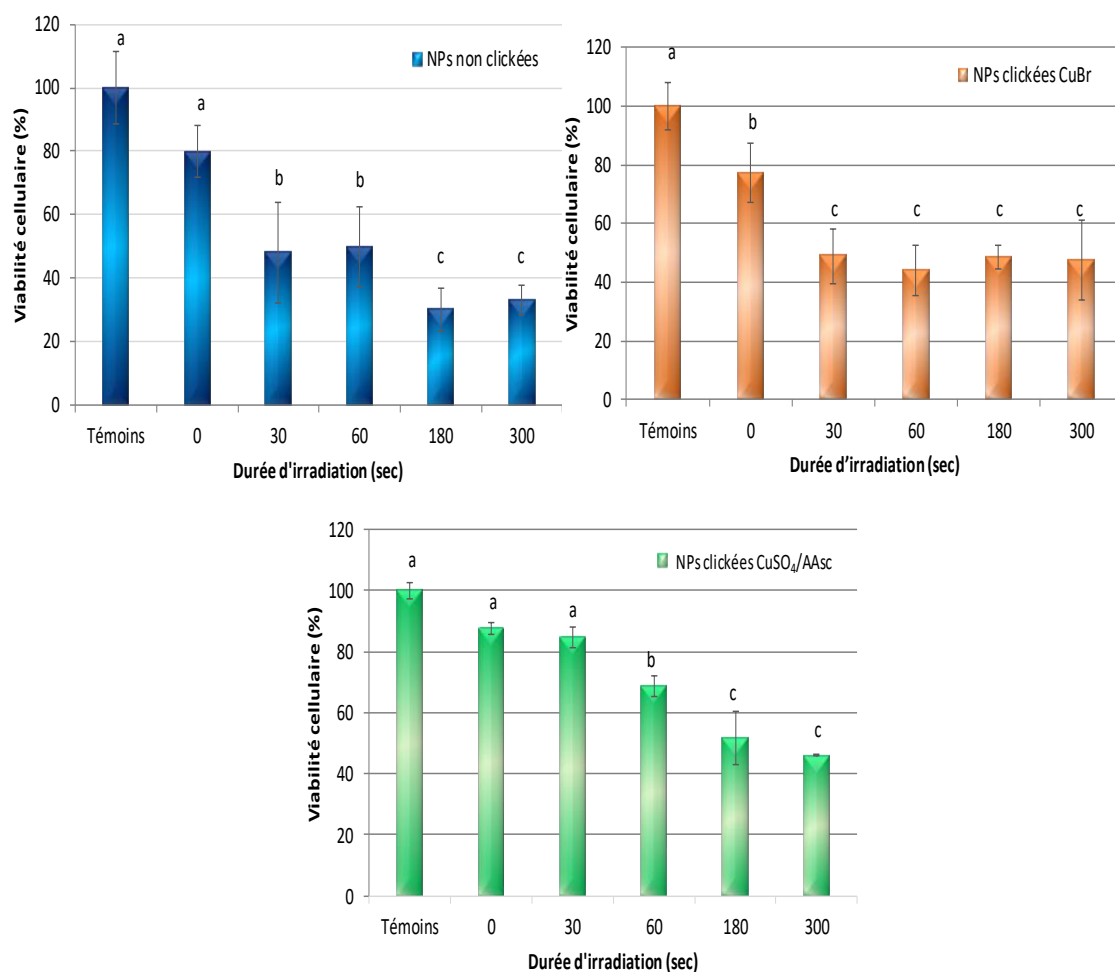 120
100
80
60
40
20
0
Viabilité cellulaire (%)
NPs non clickées
a
a
b
b
c
c
Témoins 0 30 60 180 300
Durée d'irradiation (sec)
120
100
80
60
40
20
0
Viabilité cellulaire (%)
NPs clickées CuBr
a
b
c
c
c
c
Témoins 0 30 60 180 300
Durée d’irradiation (sec)
120
100
80
60
40
20
0
Viabilité cellulaire (%)
NPs clickées CuSO₄/AAsc
a
a
a
b
c
c
Témoins 0 30 60 180 300
Durée d'irradiation (sec)